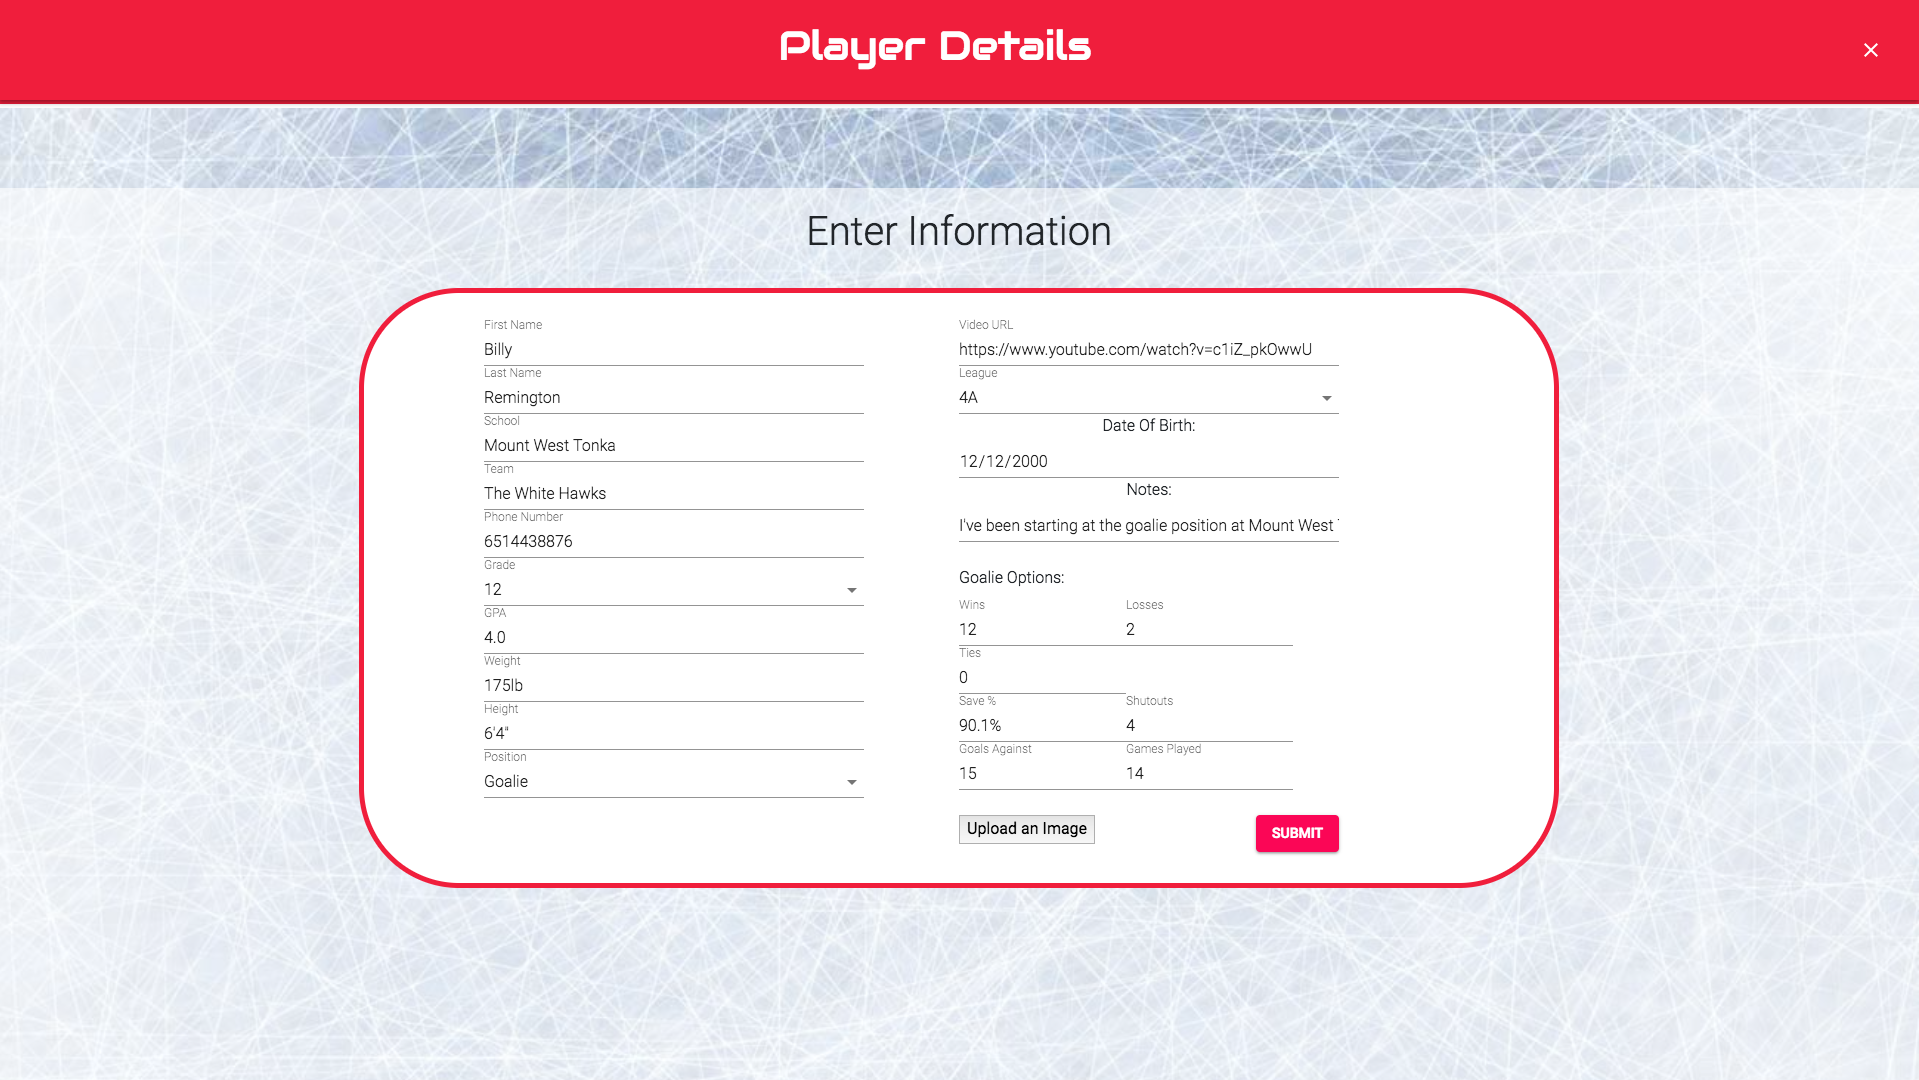 Player Details
Enter Information
First Name
Billy
Last Name
Remington
School
Mount West Tonka
Team
The White Hawks
Phone Number
6514438876
Grade
12
GPA
4.0
Weight
175lb
Height
6'4"
Position
Goalie
Video URL
https://www.youtube.com/watch?v=c1iZ_pkOwwU
League
4A
Date Of Birth:
12/12/2000
Notes:
I've been starting at the goalie position at Mount West
Goalie Options:
Wins Losses
12 2
Ties
0
Save % Shutouts
90.1% 4
Goals Against Games Played
15 14
Upload an Image SUBMIT